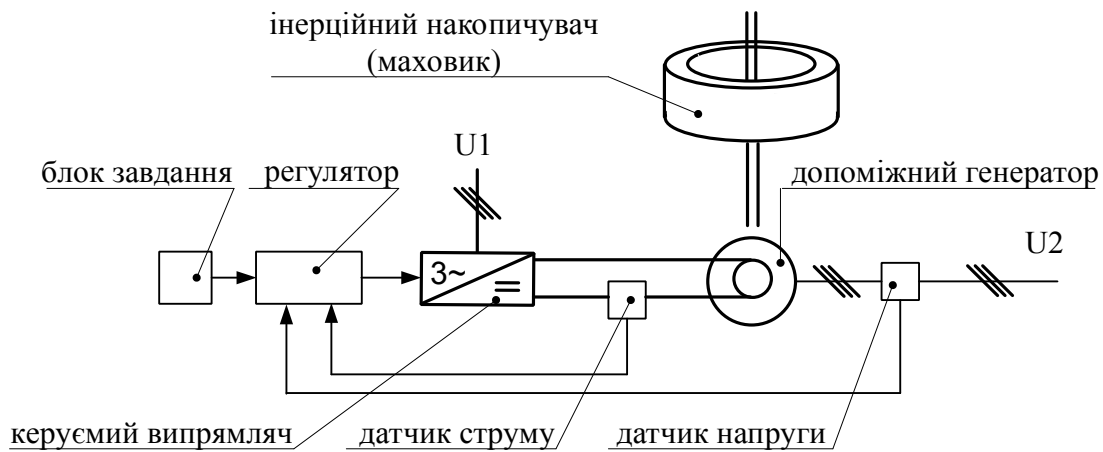 інерційний накопичувач
(маховик)
U1
блок завдання
регулятор
допоміжний генератор
U2
3~
=
керуємий випрямляч
датчик струму
датчик напруги